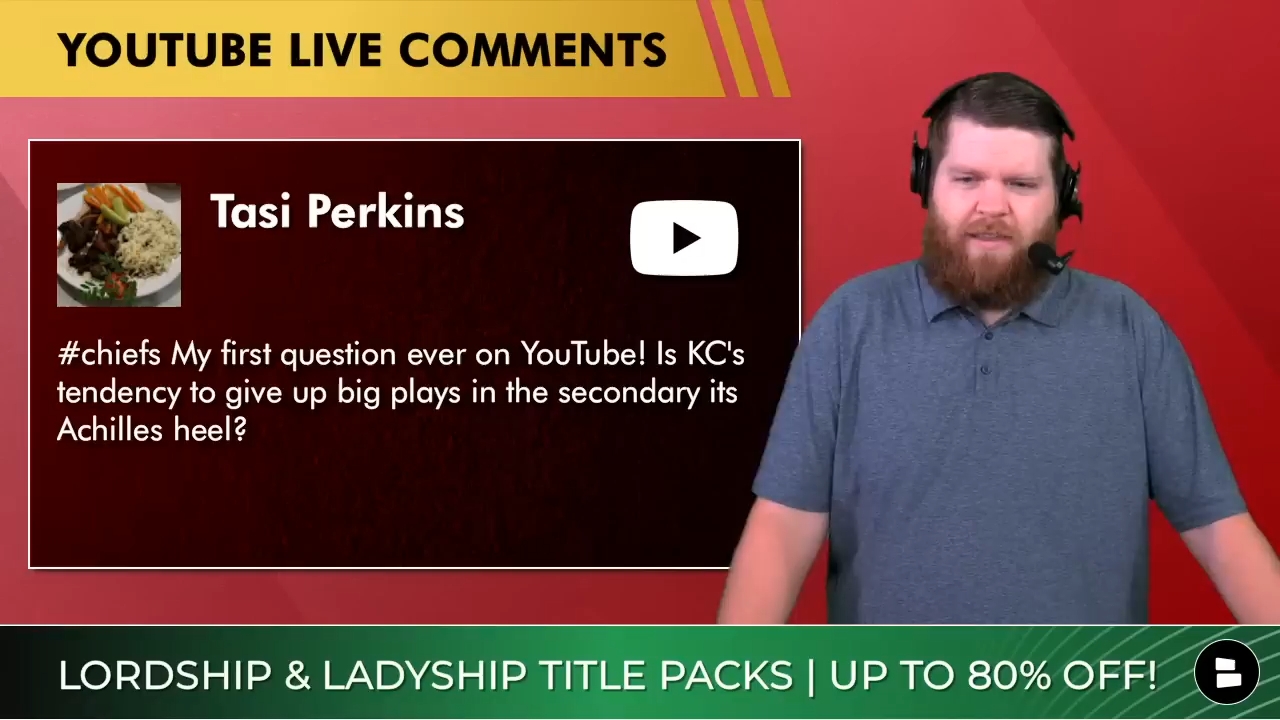 YOUTUBE LIVE COMMENTS
Tasi Perkins
#chiefs My first question ever on YouTube! Is KC's
tendency to give up big plays in the secondary its
Achilles heel?
LORDSHIP & LADYSHIP TITLE PACKS | UP TO 80% OFF!